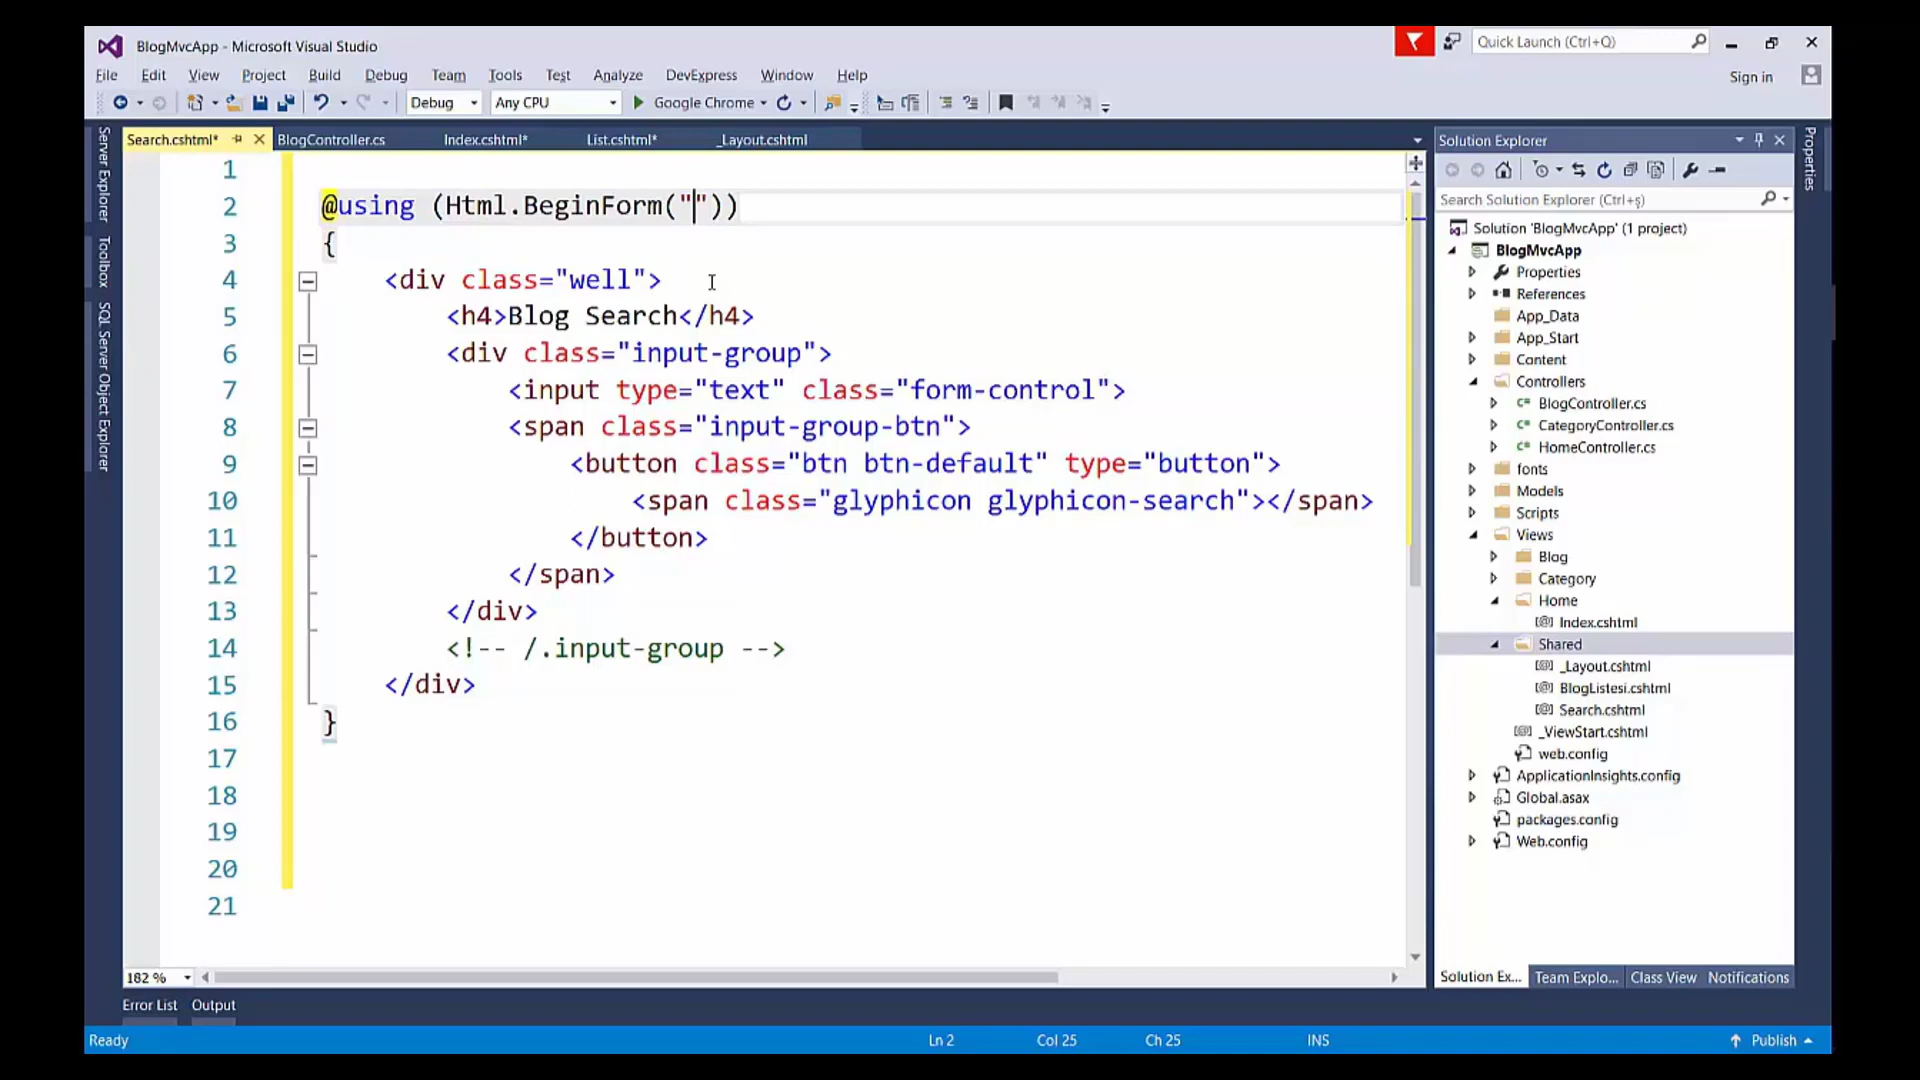 BlogMvcApp - Microsoft Visual Studio
Quick Launch (Ctrl+Q)
File Edit View Project Build Debug Team Tools Test Analyze DevExpress Window Help
Sign in
Debug Any CPU Google Chrome
Search.cshtml* BlogController.cs Index.cshtml* List.cshtml* _Layout.cshtml
Server Explorer
Toolbox
SQL Server Object Explorer
1
2 @using (Html.BeginForm(""))
3 {
4 <div class="well">
5 <h4>Blog Search</h4>
6 <div class="input-group">
7 <input type="text" class="form-control">
8 <span class="input-group-btn">
9 <button class="btn btn-default" type="button">
10 <span class="glyphicon glyphicon-search"></span>
11 </button>
12 </span>
13 </div>
14 <!-- /.input-group -->
15 </div>
16 }
17
18
19
20
21
182 %
Error List Output
Solution Explorer
Search Solution Explorer (Ctrl+ş)
Solution 'BlogMvcApp' (1 project)
BlogMvcApp
Properties
References
App_Data
App_Start
Content
Controllers
BlogController.cs
CategoryController.cs
HomeController.cs
fonts
Models
Scripts
Views
Blog
Category
Home
Index.cshtml
Shared
_Layout.cshtml
BlogListesi.cshtml
Search.cshtml
_ViewStart.cshtml
web.config
ApplicationInsights.config
Global.asax
packages.config
Web.config
Solution Ex... Team Explo... Class View Notifications
Properties
Ready Ln 2 Col 25 Ch 25 INS Publish